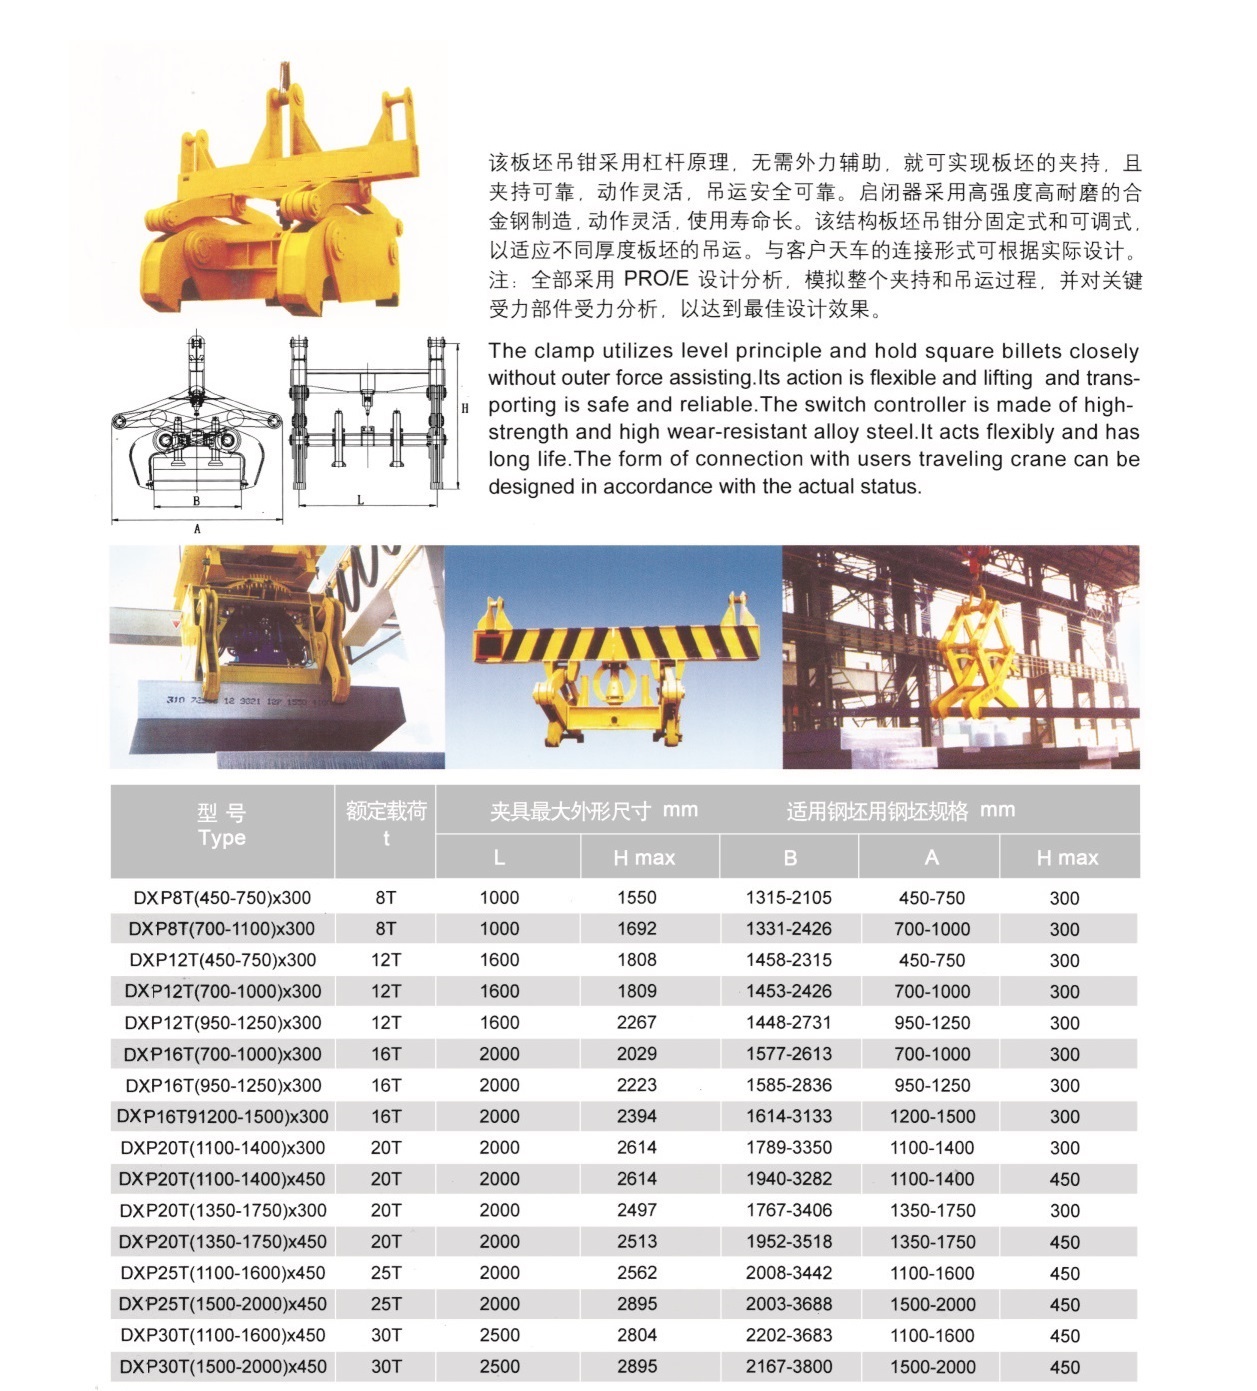 该板坯吊钳采用杠杆原理，无需外力辅助，就可实现板坯的夹持，且
夹持可靠，动作灵活，吊运安全可靠。启闭器采用高强度高耐磨的合
金钢制造，动作灵活，使用寿命长。该结构板坯吊钳分固定式和可调式，
以适应不同厚度板坯的吊运。与客户天车的连接形式可根据实际设计。
注：全部采用 PRO/E 设计分析，模拟整个夹持和吊运过程，并对关键
受力部件受力分析，以达到最佳设计效果。
The clamp utilizes level principle and hold square billets closely
without outer force assisting.Its action is flexible and lifting and trans-
porting is safe and reliable.The switch controller is made of high-
strength and high wear-resistant alloy steel.It acts flexibly and has
long life.The form of connection with users traveling crane can be
designed in accordance with the actual status.
H
B
L
A
型 号 额定载荷 夹具最大外形尺寸 mm 适用钢坯用钢坯规格 mm
Type t
L H max B A H max
DXP8T(450-750)x300 8T 1000 1550 1315-2105 450-750 300
DXP8T(700-1100)x300 8T 1000 1692 1331-2426 700-1000 300
DXP12T(450-750)x300 12T 1600 1808 1458-2315 450-750 300
DXP12T(700-1000)x300 12T 1600 1809 1453-2426 700-1000 300
DXP12T(950-1250)x300 12T 1600 2267 1448-2731 950-1250 300
DXP16T(700-1000)x300 16T 2000 2029 1577-2613 700-1000 300
DXP16T(950-1250)x300 16T 2000 2223 1585-2836 950-1250 300
DXP16T91200-1500)x300 16T 2000 2394 1614-3133 1200-1500 300
DXP20T(1100-1400)x300 20T 2000 2614 1789-3350 1100-1400 300
DXP20T(1100-1400)x450 20T 2000 2614 1940-3282 1100-1400 450
DXP20T(1350-1750)x300 20T 2000 2497 1767-3406 1350-1750 300
DXP20T(1350-1750)x450 20T 2000 2513 1952-3518 1350-1750 450
DXP25T(1100-1600)x450 25T 2000 2562 2008-3442 1100-1600 450
DXP25T(1500-2000)x450 25T 2000 2895 2003-3688 1500-2000 450
DXP30T(1100-1600)x450 30T 2500 2804 2202-3683 1100-1600 450
DXP30T(1500-2000)x450 30T 2500 2895 2167-3800 1500-2000 450